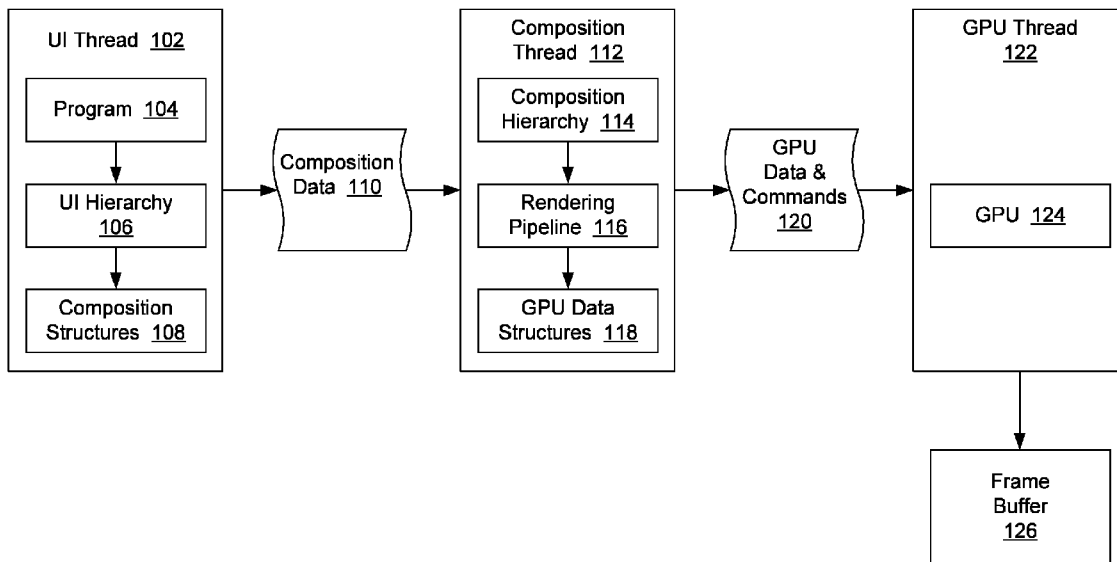 UI Thread 102
Program 104
UI Hierarchy
106
Composition
Structures 108
Composition
Data 110
Composition
Thread 112
Composition
Hierarchy 114
Rendering
Pipeline 116
GPU Data
Structures 118
GPU
Data &
Commands
120
GPU Thread
122
GPU 124
Frame
Buffer
126